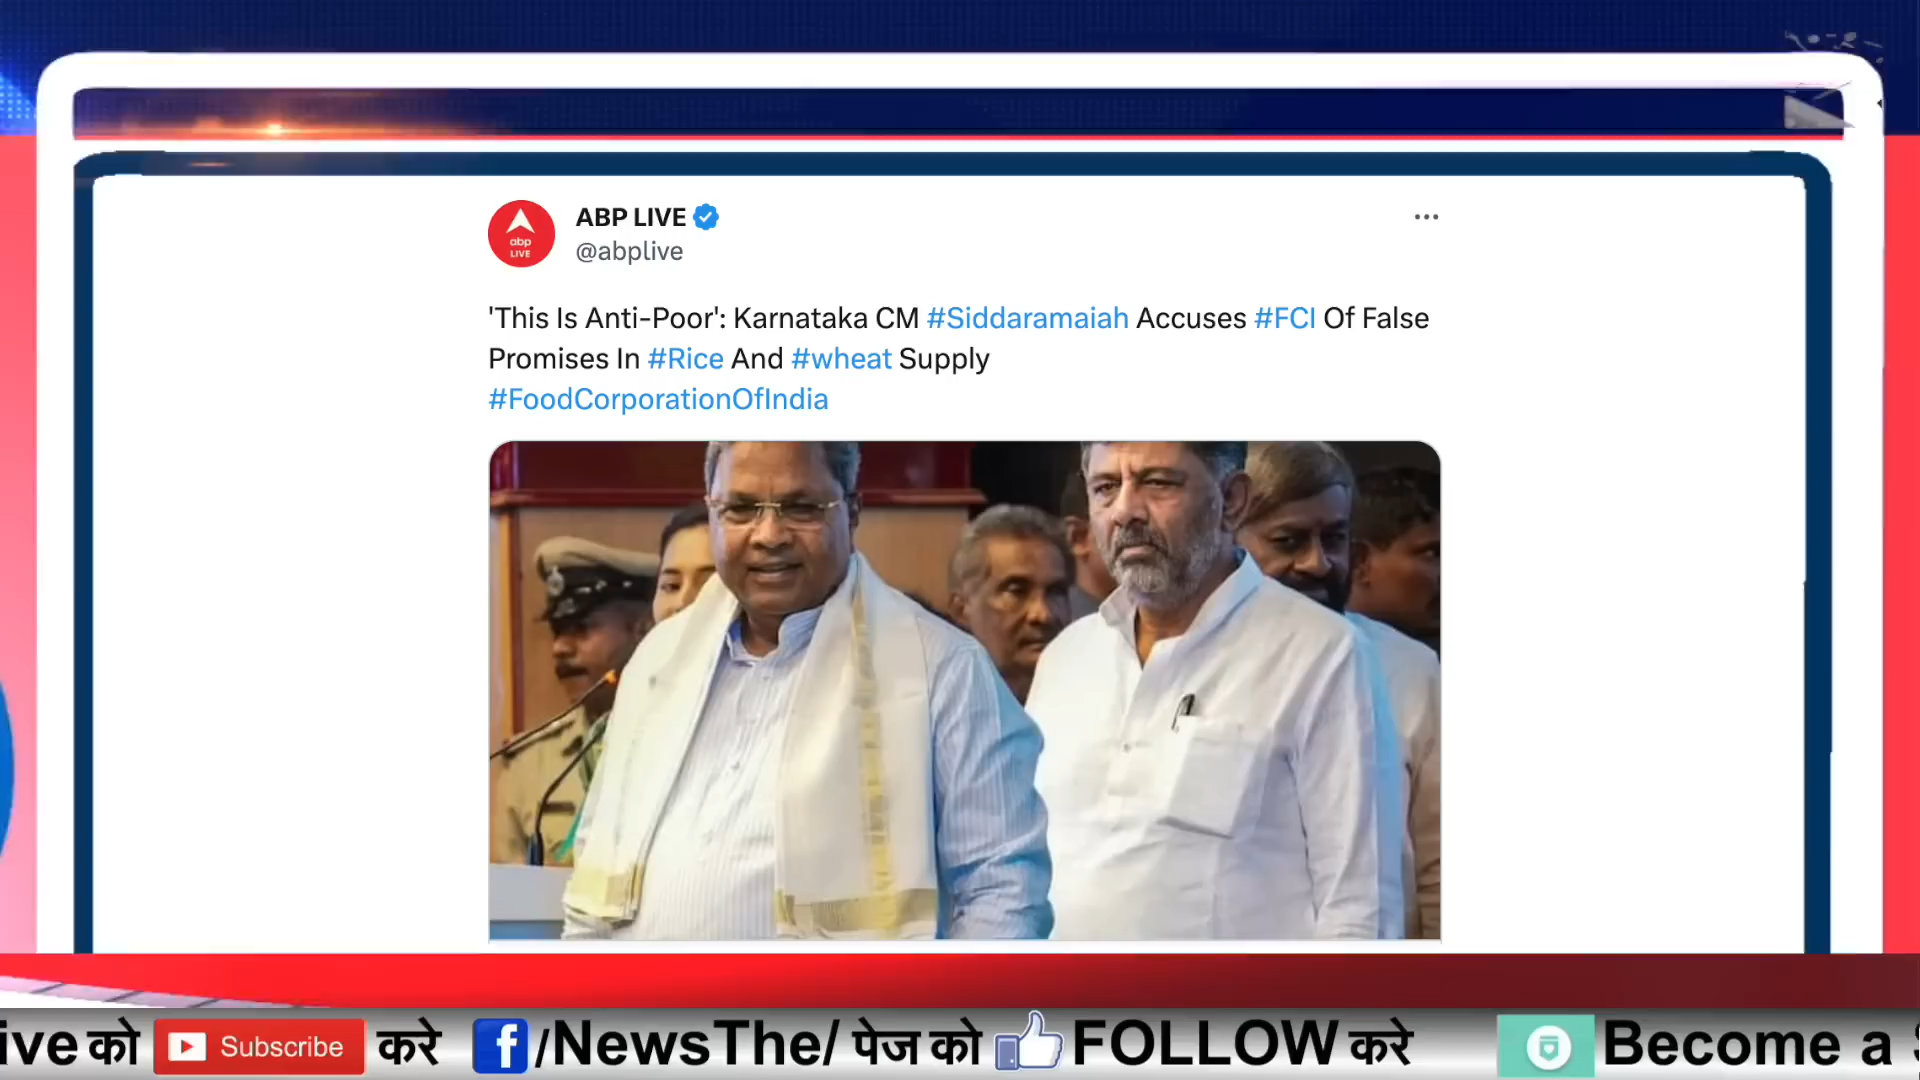 ABP LIVE
@abplive
abp
LIVE
'This Is Anti-Poor': Karnataka CM #Siddaramaiah Accuses #FCI Of False
Promises In #Rice And #wheat Supply
#FoodCorporationOfIndia
ive को Subscribe करे f/NewsThe/ पेज को FOLLOW करे Become a